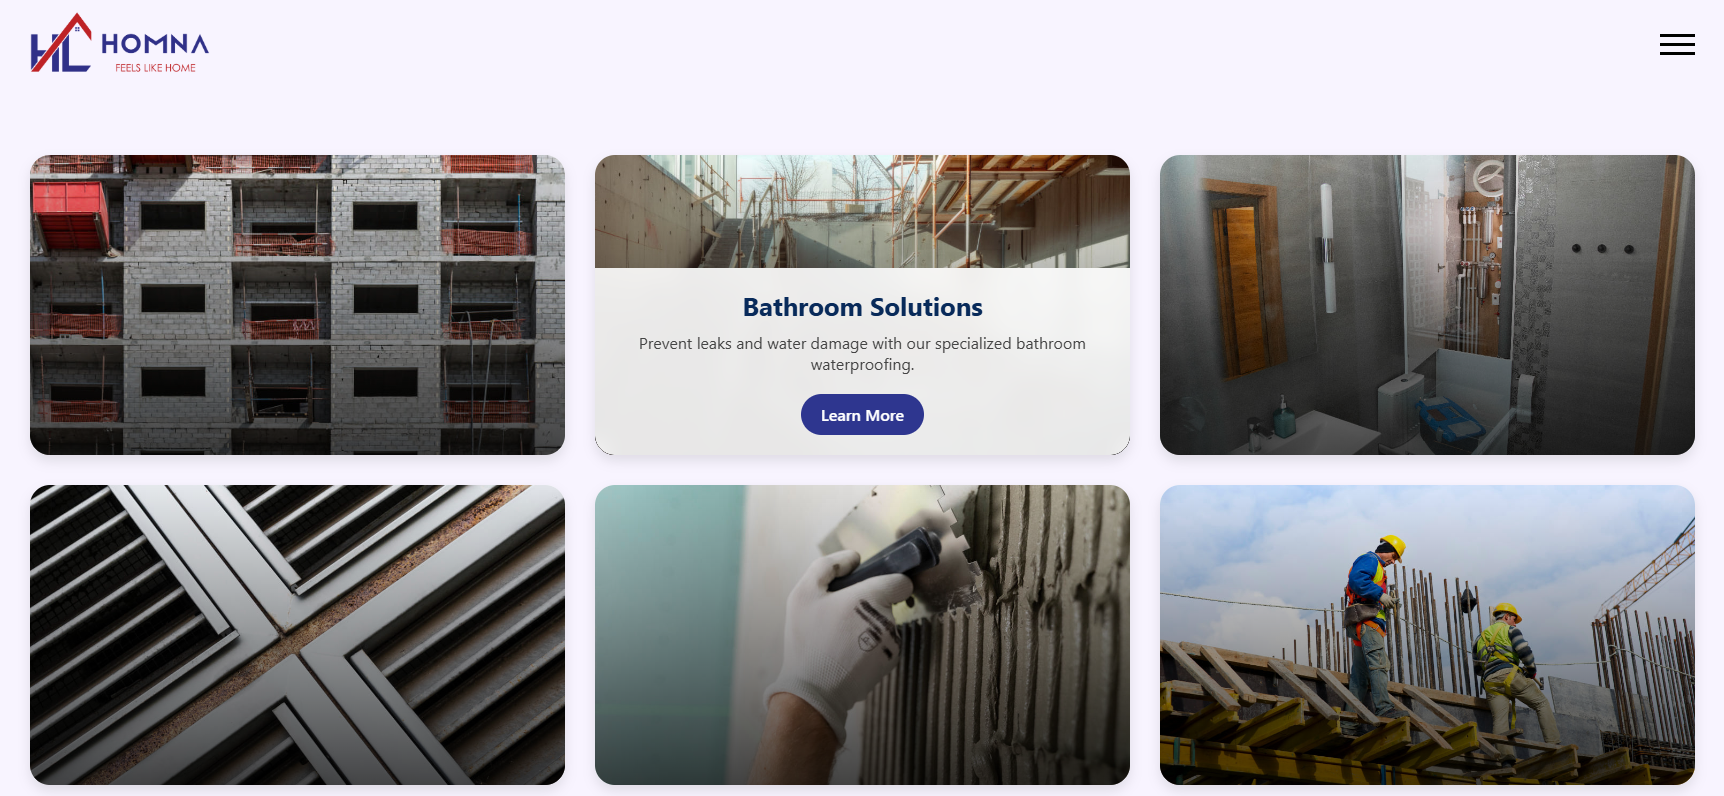 HOMNA
FEELS LIKE HOME
Bathroom Solutions
Prevent leaks and water damage with our specialized bathroom
waterproofing.
Learn More